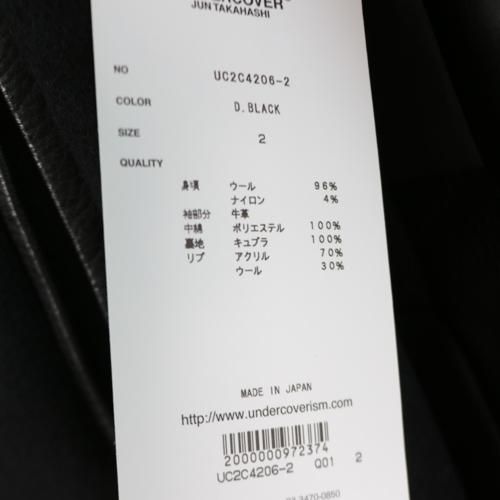 UNDERCOVER®
JUN TAKAHASHI
NO UC2C4206-2
COLOR D.BLACK
SIZE 2
QUALITY
身頃 ウール 96%
ナイロン 4%
袖部分 牛革
中綿 ポリエステル 100%
裏地 キュプラ 100%
リブ アクリル 70%
ウール 30%
MADE IN JAPAN
http://www.undercoverism.com
2000000972374
UC2C4206-2 Q01 2
3470-0850